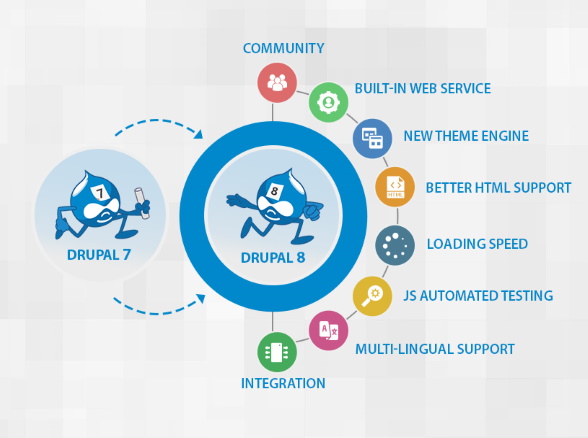 COMMUNITY
BUILT-IN WEB SERVICE
NEW THEME ENGINE
7
8
BETTER HTML SUPPORT
HTML
DRUPAL 7
DRUPAL 8
LOADING SPEED
JS AUTOMATED TESTING
A
MULTI-LINGUAL SUPPORT
INTEGRATION